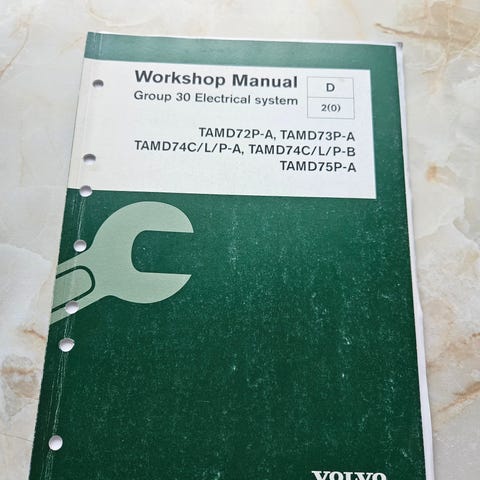 Workshop Manual
Group 30 Electrical system
D
2(0)
TAMD72P-A, TAMD73P-A
TAMD74C/L/P-A, TAMD74C/L/P-B
TAMD75P-A
VOLVO